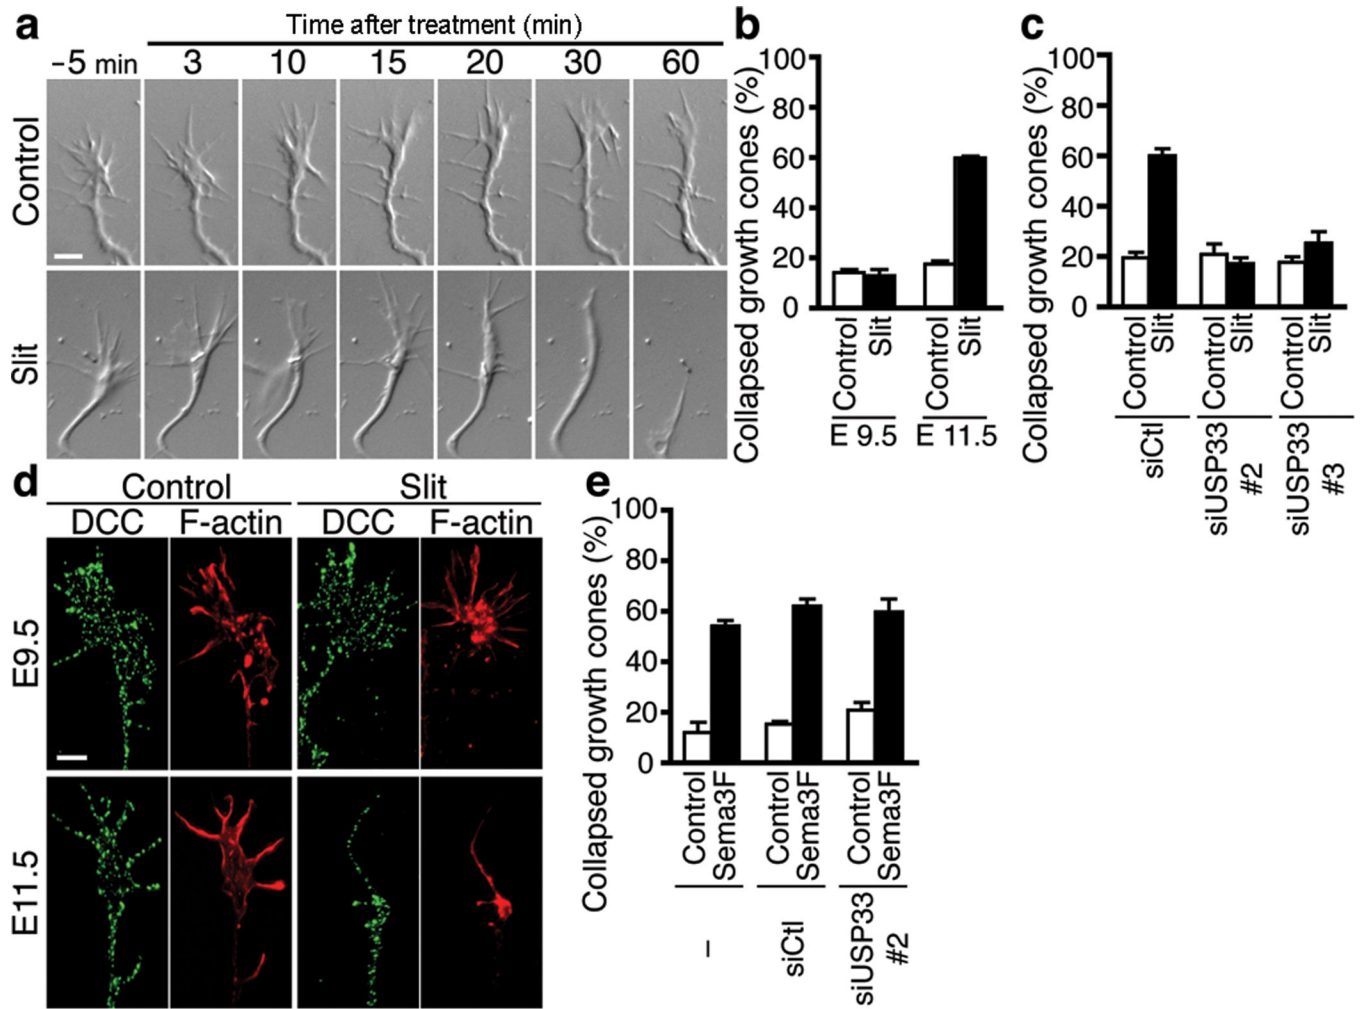 a
Time after treatment (min)
−5 min 3 10 15 20 30 60
Control
Slit
b
Collapsed growth cones (%)
100
80
60
40
20
0
Control Slit Control Slit
E 9.5 E 11.5
c
Collapsed growth cones (%)
100
80
60
40
20
0
Control Slit Control Slit Control Slit
siCtl siUSP33 #2 siUSP33 #3
d
Control Slit
DCC F-actin DCC F-actin
E9.5
E11.5
e
Collapsed growth cones (%)
100
80
60
40
20
0
Control Sema3F Control Sema3F Control Sema3F
– siCtl siUSP33 #2